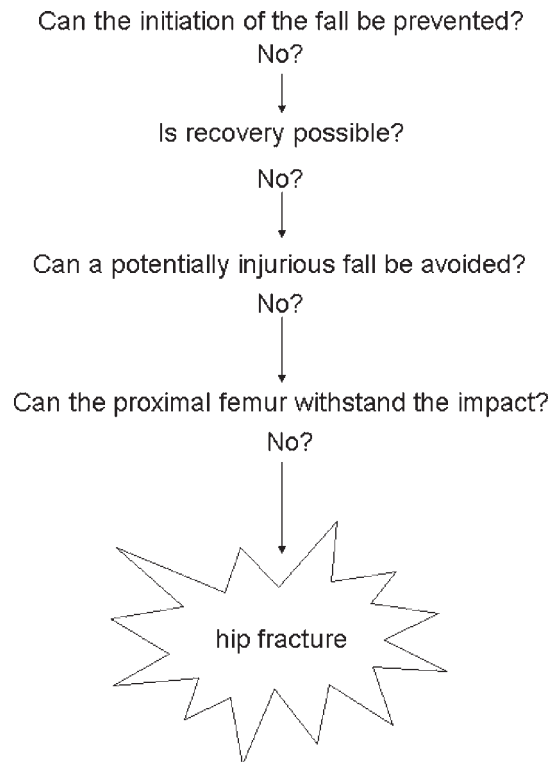 Can the initiation of the fall be prevented?
No?
Is recovery possible?
No?
Can a potentially injurious fall be avoided?
No?
Can the proximal femur withstand the impact?
No?
hip fracture